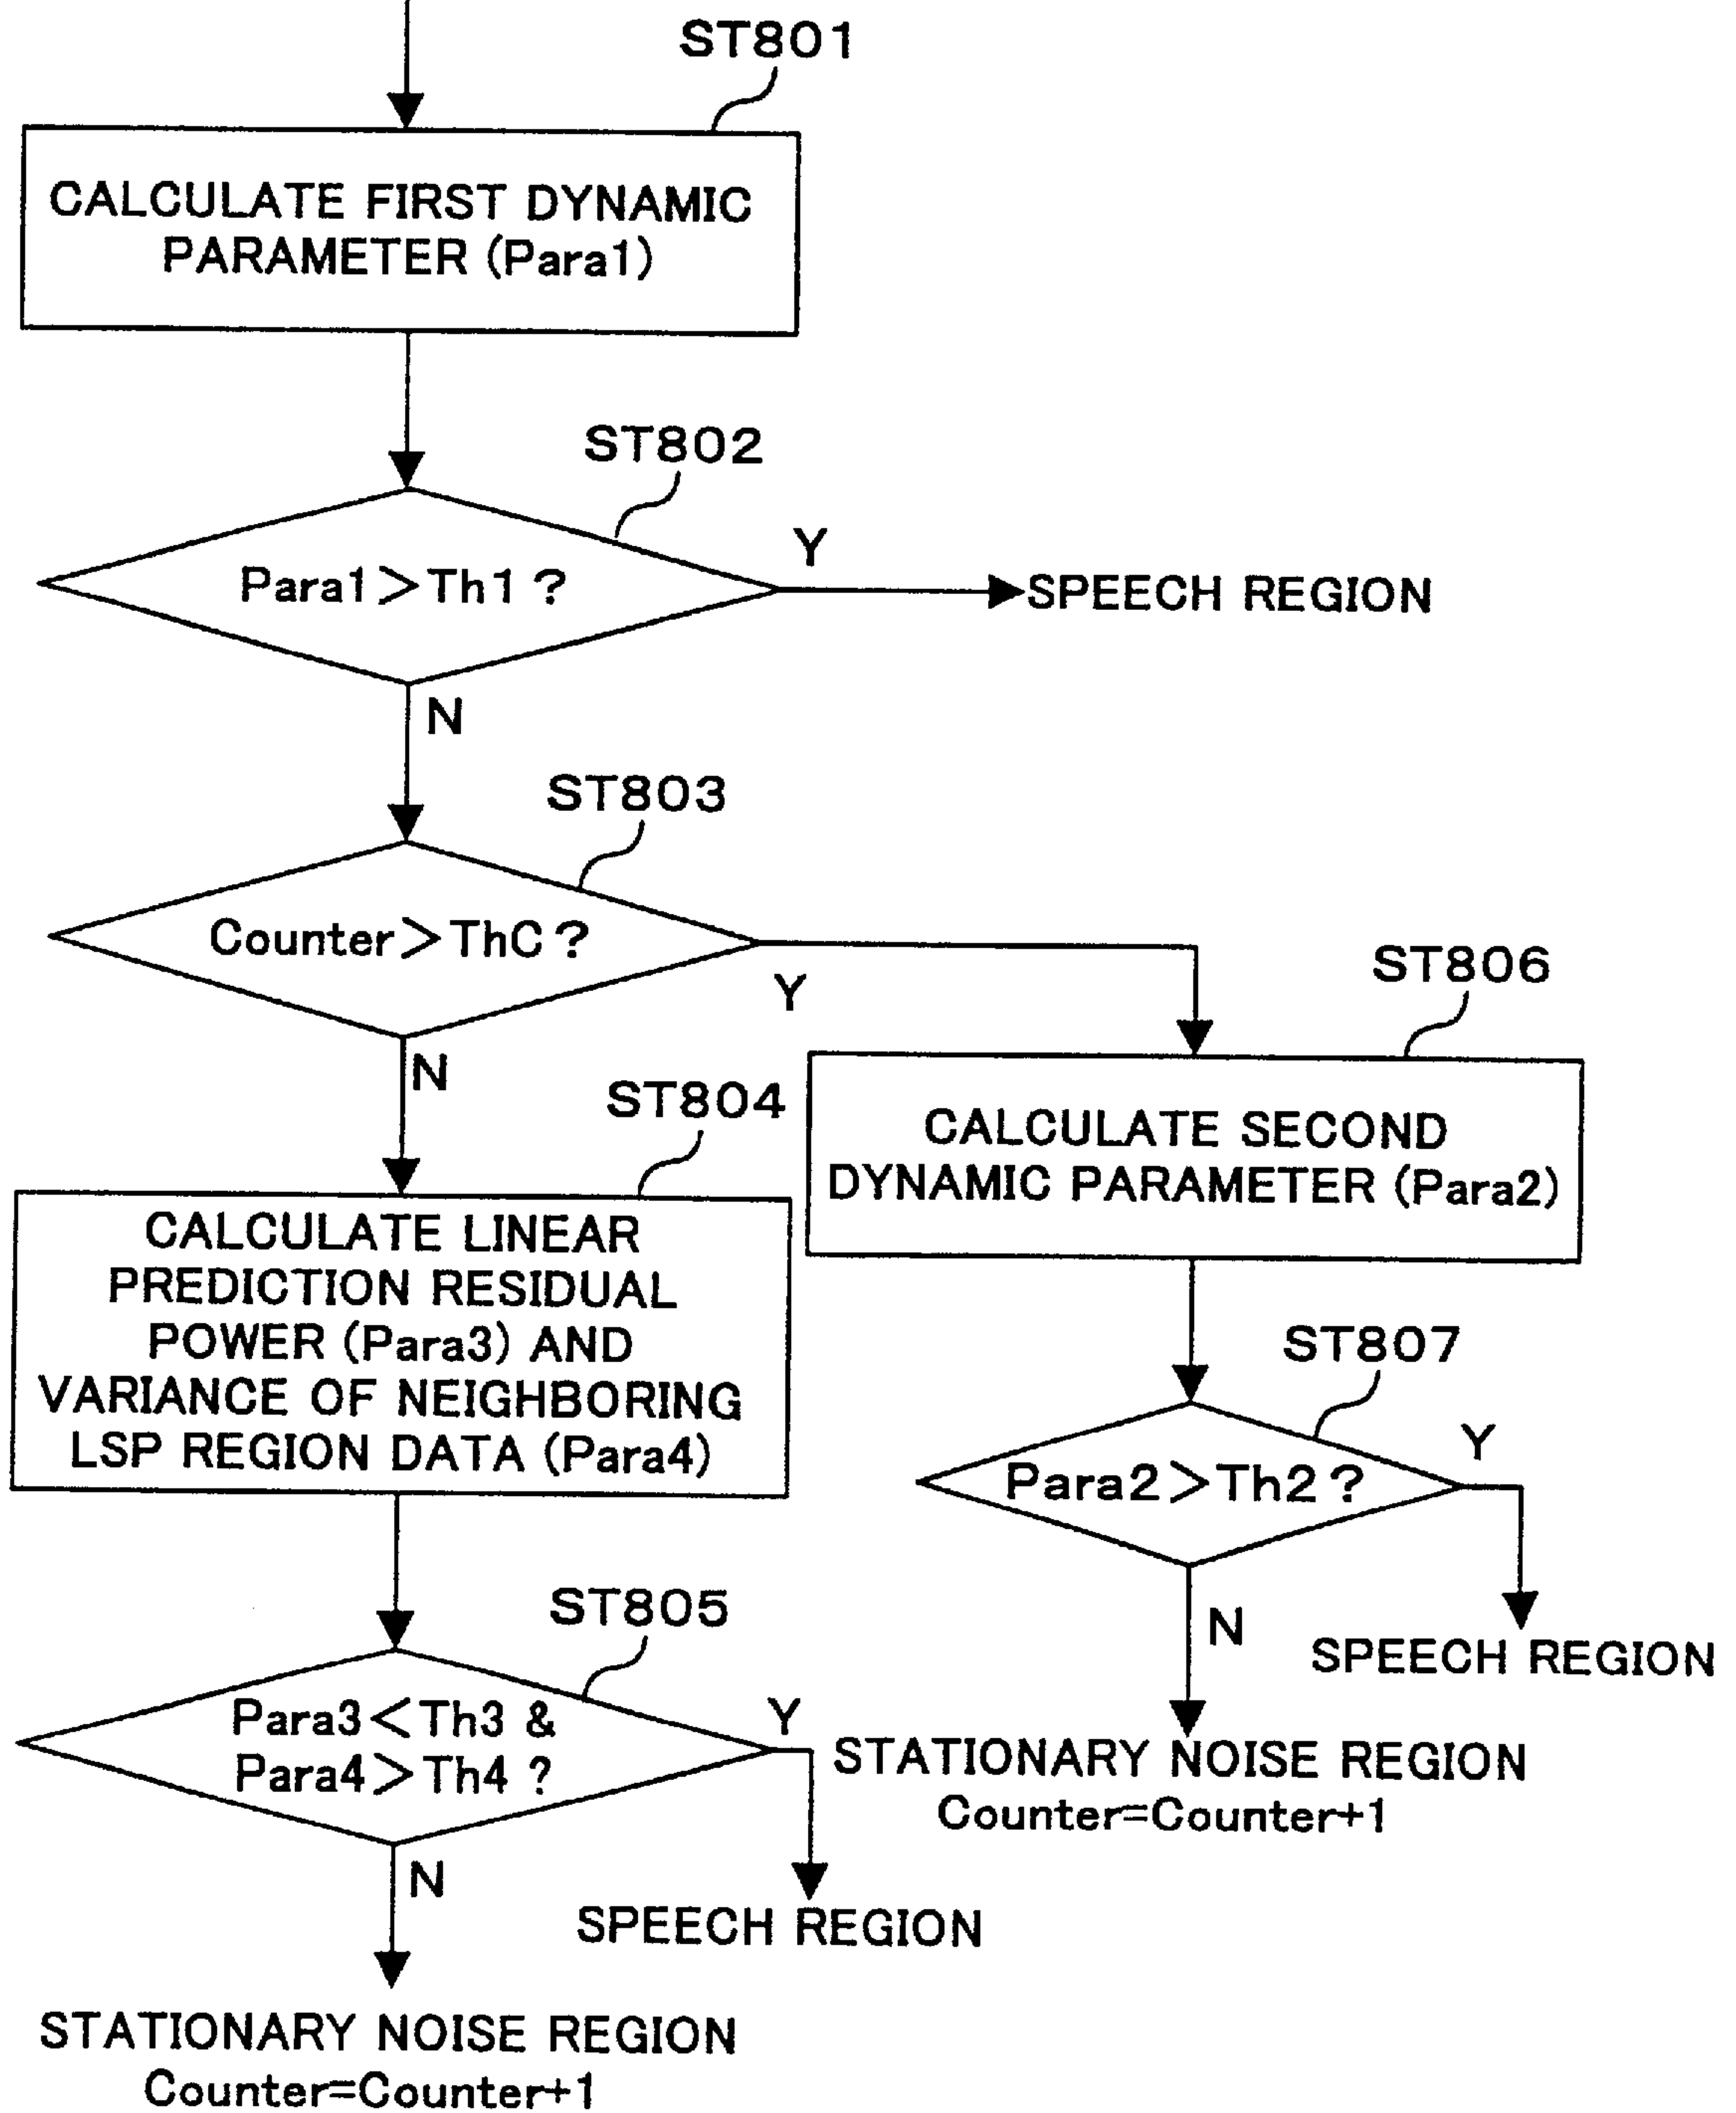 ST801
CALCULATE FIRST DYNAMIC
PARAMETER (Para1)
ST802
Para1>Th1?
Y
SPEECH REGION
N
ST803
Counter>ThC?
Y
N
ST804
CALCULATE LINEAR
PREDICTION RESIDUAL
POWER (Para3) AND
VARIANCE OF NEIGHBORING
LSP REGION DATA (Para4)
ST805
Para3<Th3 &
Para4>Th4?
Y
SPEECH REGION
N
STATIONARY NOISE REGION
Counter=Counter+1
ST806
CALCULATE SECOND
DYNAMIC PARAMETER (Para2)
ST807
Para2>Th2?
Y
SPEECH REGION
N
STATIONARY NOISE REGION
Counter=Counter+1